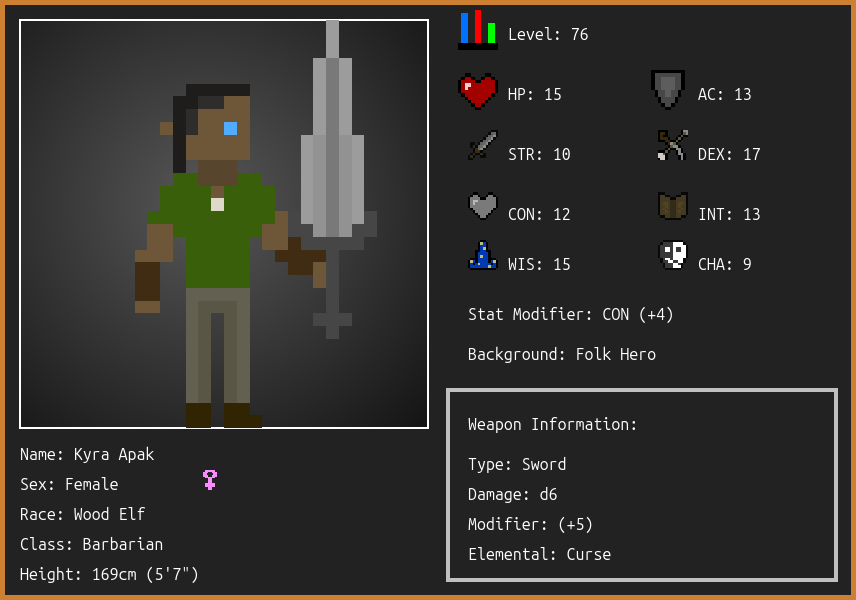 Level: 76
HP: 15
AC: 13
STR: 10
DEX: 17
CON: 12
INT: 13
WIS: 15
CHA: 9
Stat Modifier: CON (+4)
Background: Folk Hero
Weapon Information:
Type: Sword
Damage: d6
Modifier: (+5)
Elemental: Curse
Name: Kyra Apak
Sex: Female
Race: Wood Elf
Class: Barbarian
Height: 169cm (5'7")